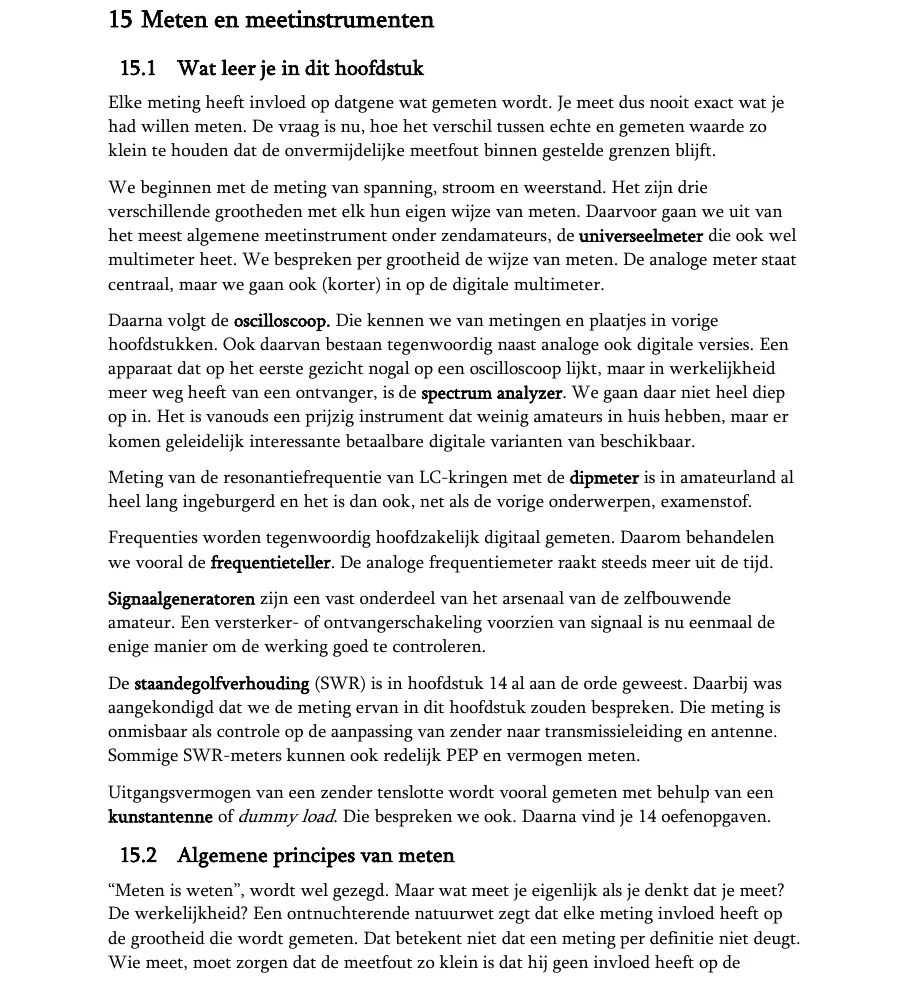 15 Meten en meetinstrumenten
15.1 Wat leer je in dit hoofdstuk
Elke meting heeft invloed op datgene wat gemeten wordt. Je meet dus nooit exact wat je
had willen meten. De vraag is nu, hoe het verschil tussen echte en gemeten waarde zo
klein te houden dat de onvermijdelijke meetfout binnen gestelde grenzen blijft.
We beginnen met de meting van spanning, stroom en weerstand. Het zijn drie
verschillende grootheden met elk hun eigen wijze van meten. Daarvoor gaan we uit van
het meest algemene meetinstrument onder zendamateurs, de universeelmeter die ook wel
multimeter heet. We bespreken per grootheid de wijze van meten. De analoge meter staat
centraal, maar we gaan ook (korter) in op de digitale multimeter.
Daarna volgt de oscilloscoop. Die kennen we van metingen en plaatjes in vorige
hoofdstukken. Ook daarvan bestaan tegenwoordig naast analoge ook digitale versies. Een
apparaat dat op het eerste gezicht nogal op een oscilloscoop lijkt, maar in werkelijkheid
meer weg heeft van een ontvanger, is de spectrum analyzer. We gaan daar niet heel diep
op in. Het is vanouds een prijzig instrument dat weinig amateurs in huis hebben, maar er
komen geleidelijk interessante betaalbare digitale varianten van beschikbaar.
Meting van de resonantiefrequentie van LC-kringen met de dipmeter is in amateurland al
heel lang ingeburgerd en het is dan ook, net als de vorige onderwerpen, examenstof.
Frequenties worden tegenwoordig hoofdzakelijk digitaal gemeten. Daarom behandelen
we vooral de frequentieteller. De analoge frequentiemeter raakt steeds meer uit de tijd.
Signaalgeneratoren zijn een vast onderdeel van het arsenaal van de zelfbouwende
amateur. Een versterker- of ontvangerschakeling voorzien van signaal is nu eenmaal de
enige manier om de werking goed te controleren.
De staandegolfverhouding (SWR) is in hoofdstuk 14 al aan de orde geweest. Daarbij was
aangekondigd dat we de meting ervan in dit hoofdstuk zouden bespreken. Die meting is
onmisbaar als controle op de aanpassing van zender naar transmissieleiding en antenne.
Sommige SWR-meters kunnen ook redelijk PEP en vermogen meten.
Uitgangsvermogen van een zender tenslotte wordt vooral gemeten met behulp van een
kunstantenne of dummy load. Die bespreken we ook. Daarna vind je 14 oefenopgaven.
15.2 Algemene principes van meten
“Meten is weten”, wordt wel gezegd. Maar wat meet je eigenlijk als je denkt dat je meet?
De werkelijkheid? Een ontnuchterende natuurwet zegt dat elke meting invloed heeft op
de grootheid die wordt gemeten. Dat betekent niet dat een meting per definitie niet deugt.
Wie meet, moet zorgen dat de meetfout zo klein is dat hij geen invloed heeft op de